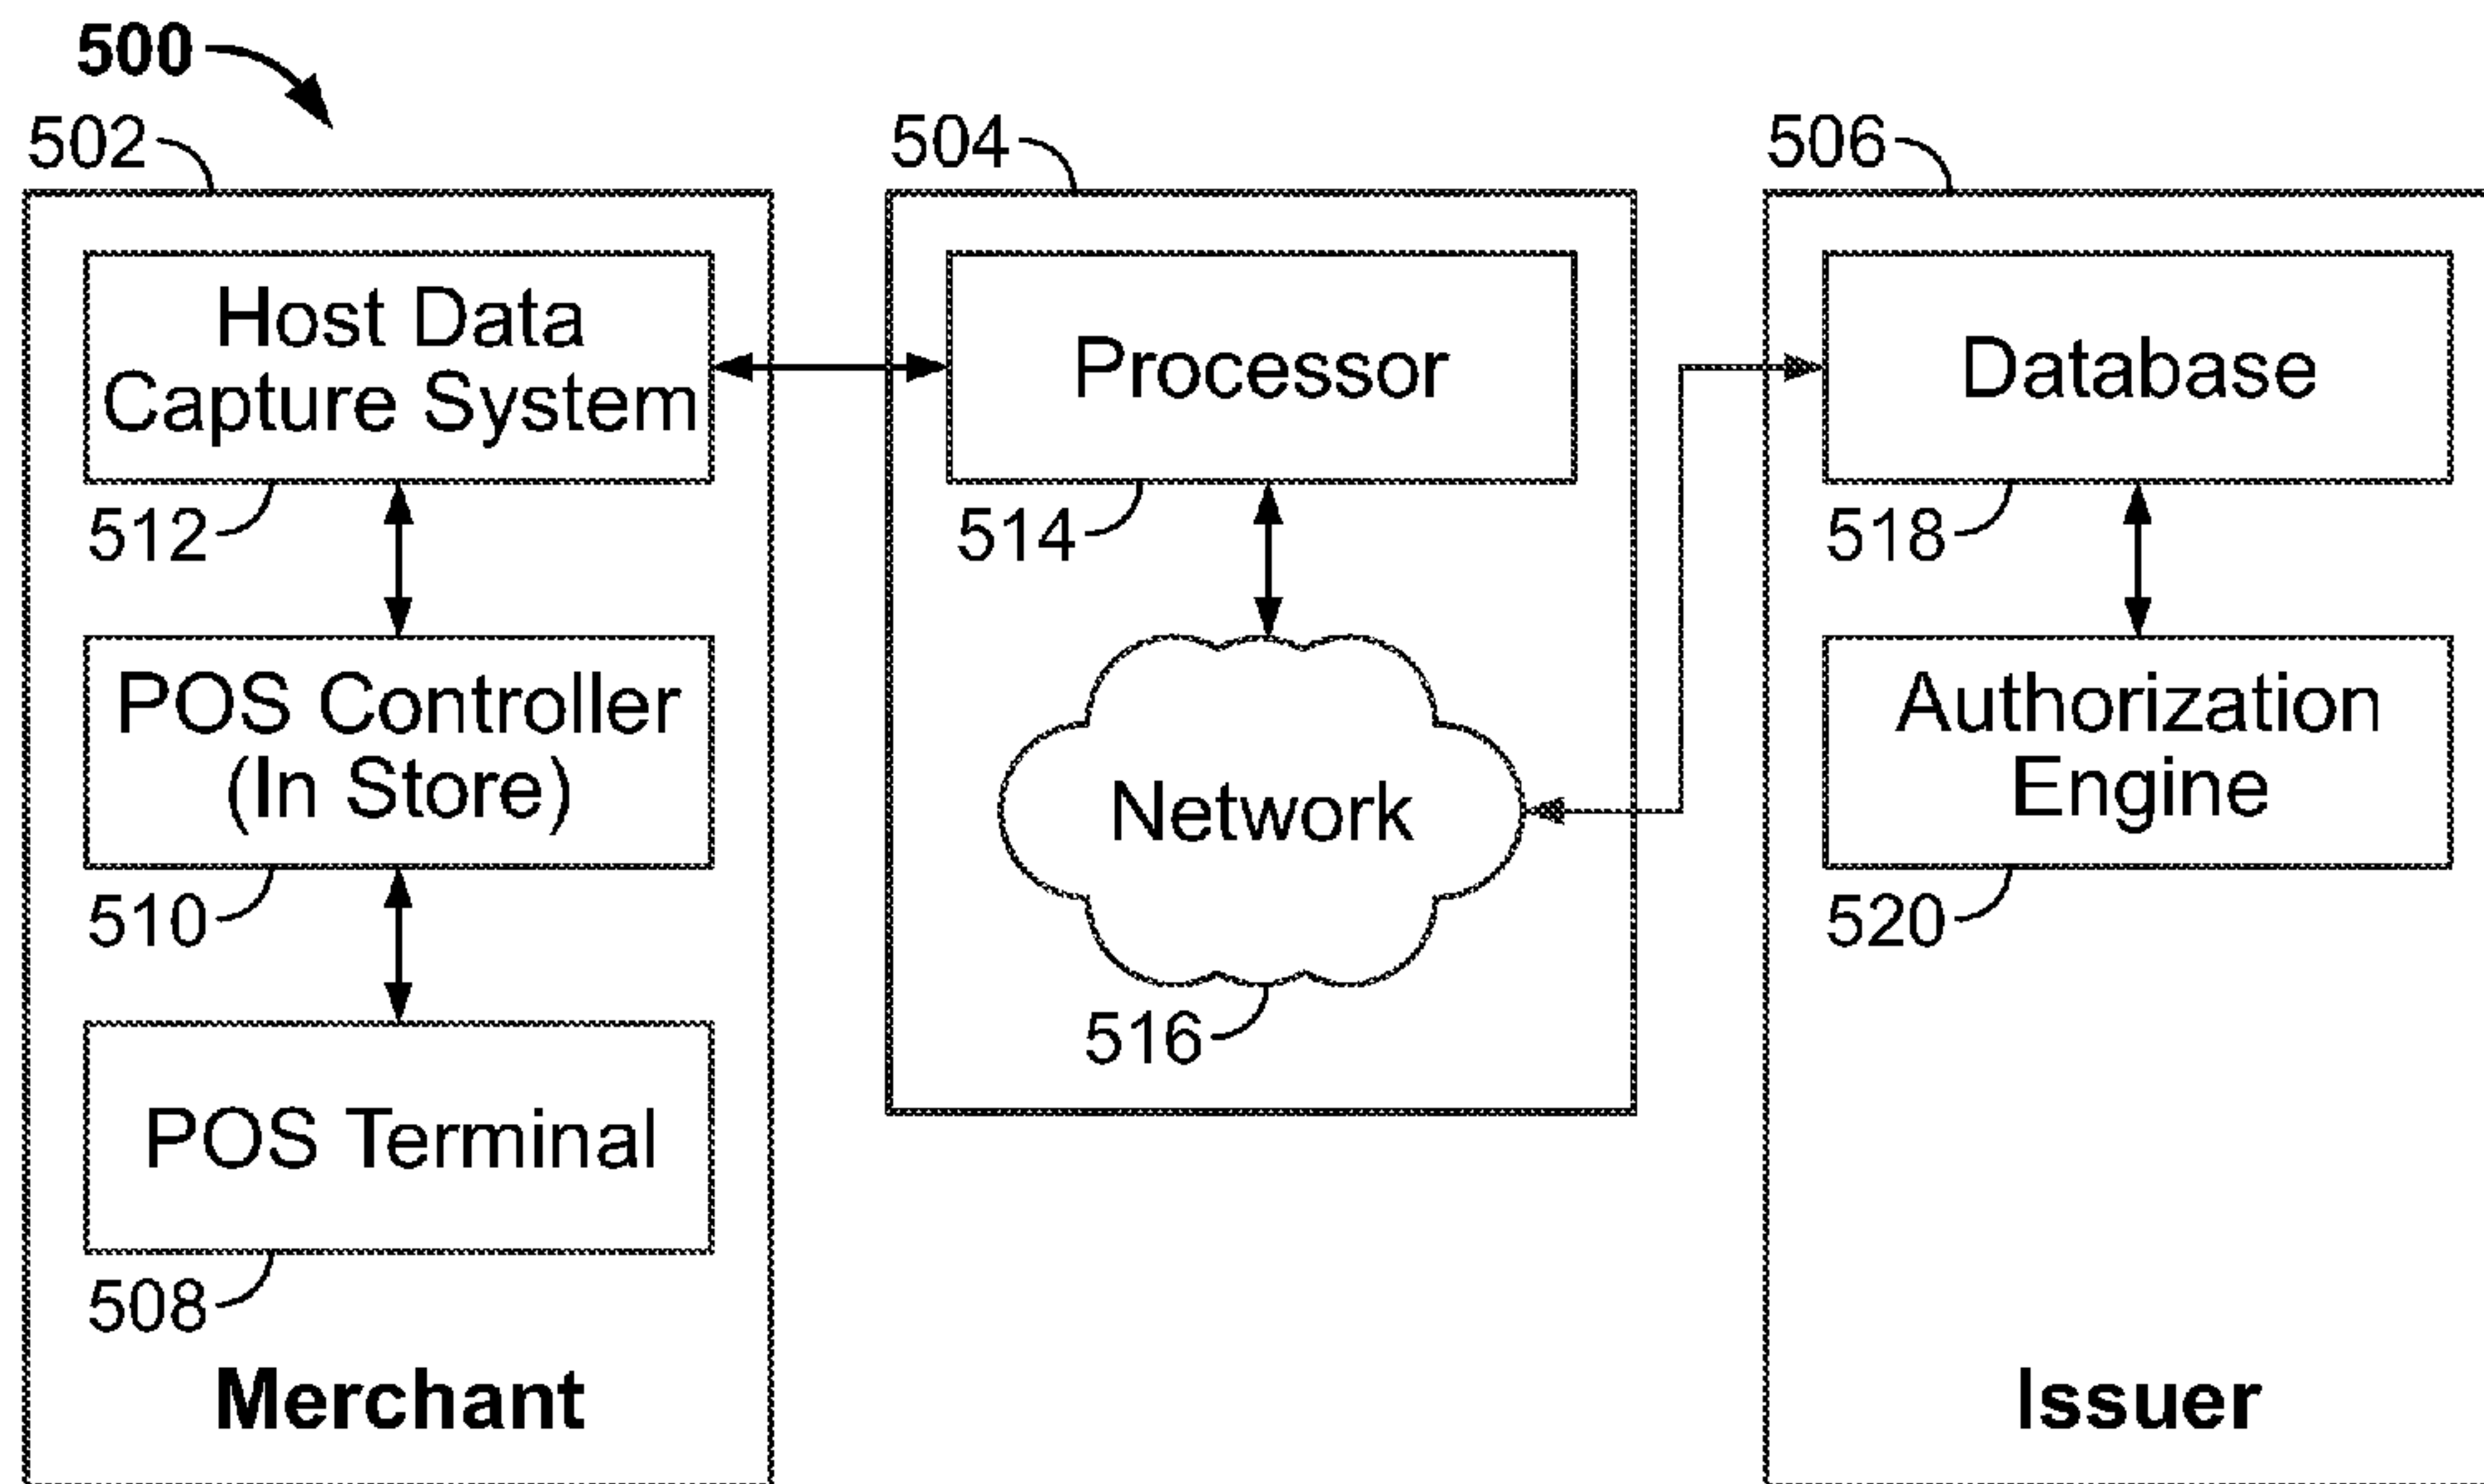 500
502
504
506
Host Data
Capture System
512
Processor
514
Database
518
POS Controller
(In Store)
510
Network
516
Authorization
Engine
520
POS Terminal
508
Merchant
Issuer